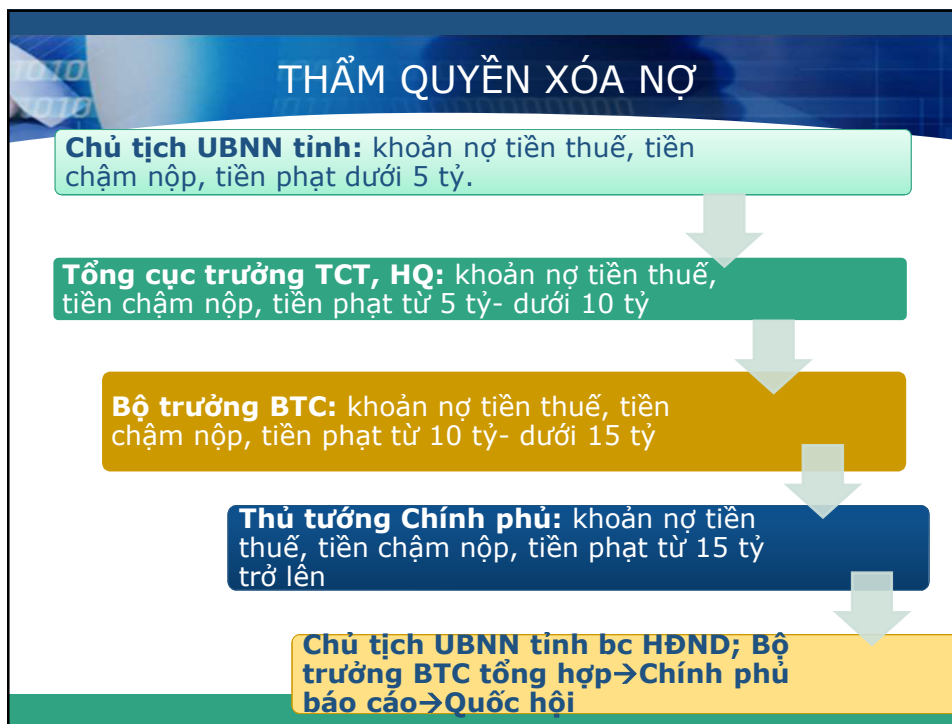 THẨM QUYỀN XÓA NỢ
Chủ tịch UBNN tỉnh: khoản nợ tiền thuế, tiền
chậm nộp, tiền phạt dưới 5 tỷ.
Tổng cục trưởng TCT, HQ: khoản nợ tiền thuế,
tiền chậm nộp, tiền phạt từ 5 tỷ- dưới 10 tỷ
Bộ trưởng BTC: khoản nợ tiền thuế, tiền
chậm nộp, tiền phạt từ 10 tỷ- dưới 15 tỷ
Thủ tướng Chính phủ: khoản nợ tiền
thuế, tiền chậm nộp, tiền phạt từ 15 tỷ
trở lên
Chủ tịch UBNN tỉnh bc HĐND; Bộ
trưởng BTC tổng hợp→Chính phủ
báo cáo→Quốc hội